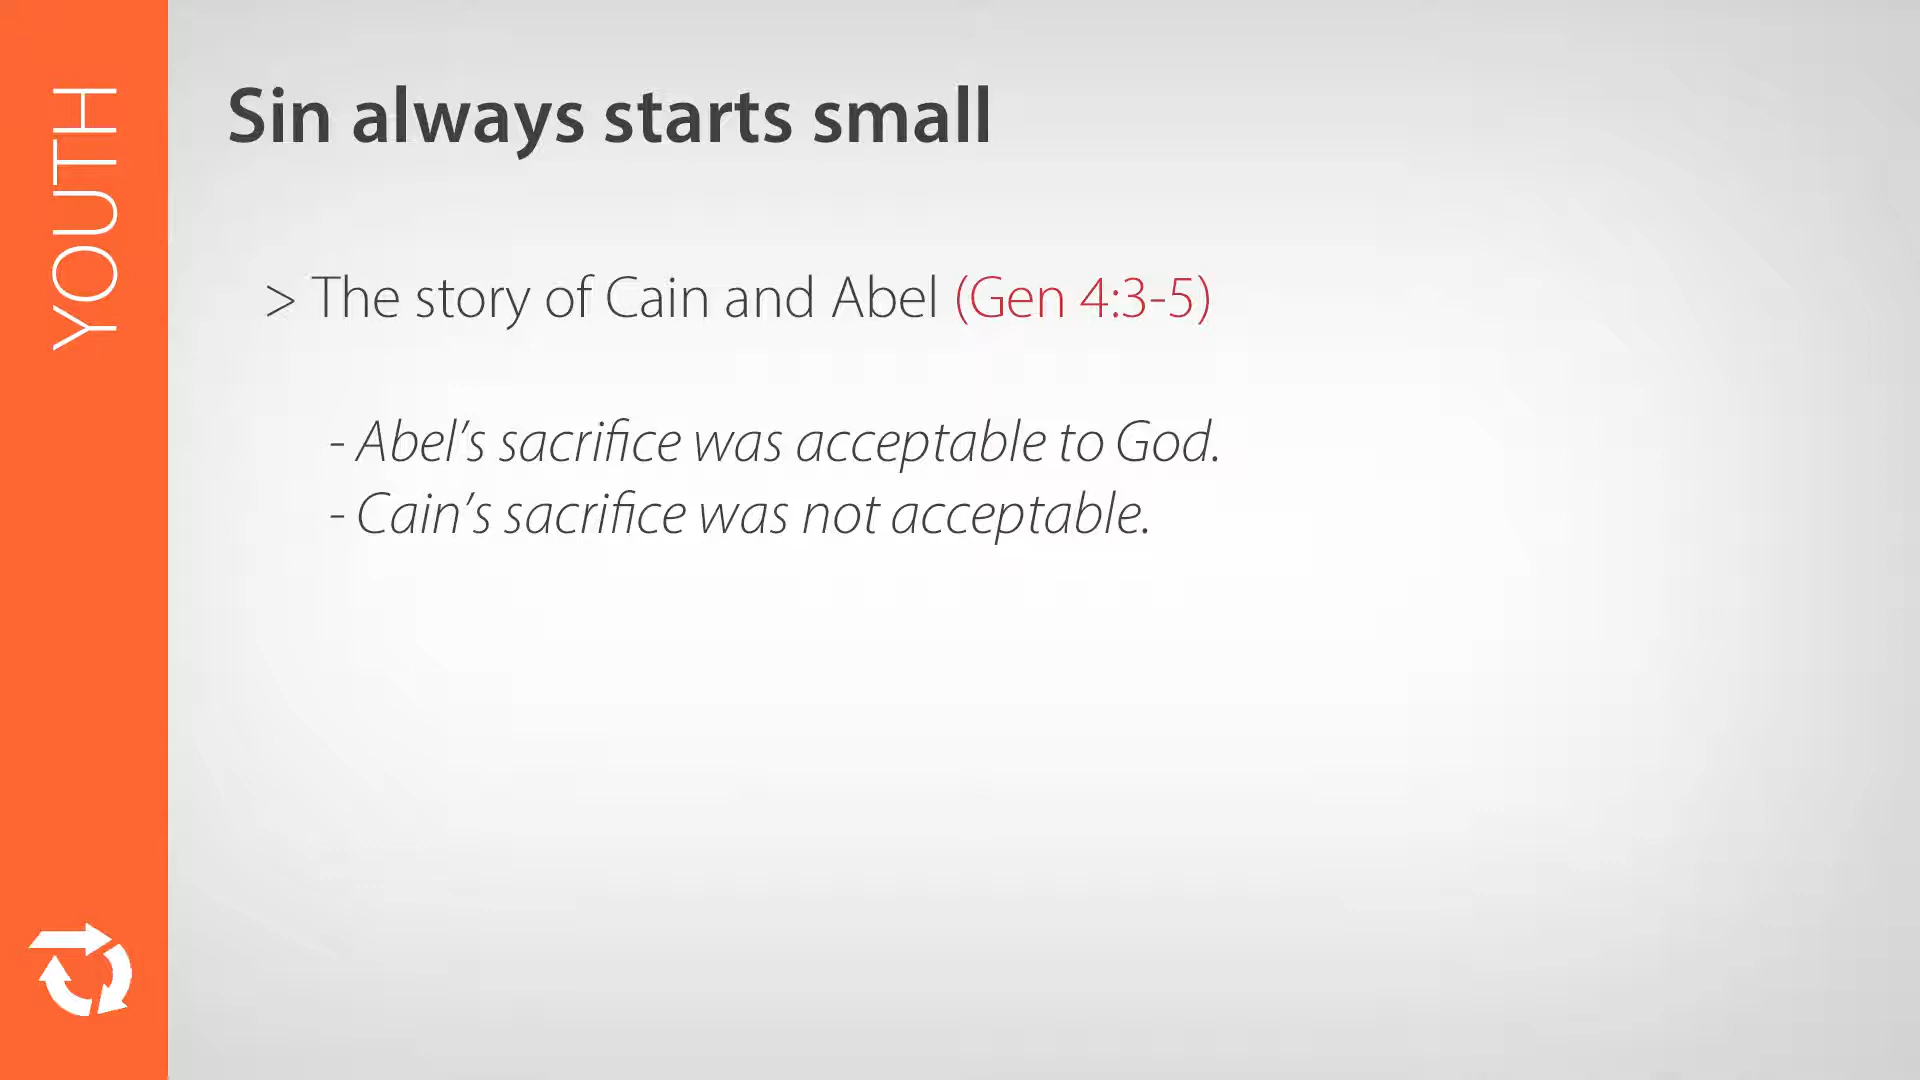 YOUTH
Sin always starts small
> The story of Cain and Abel (Gen 4:3-5)
- Abel’s sacrifice was acceptable to God.
- Cain’s sacrifice was not acceptable.